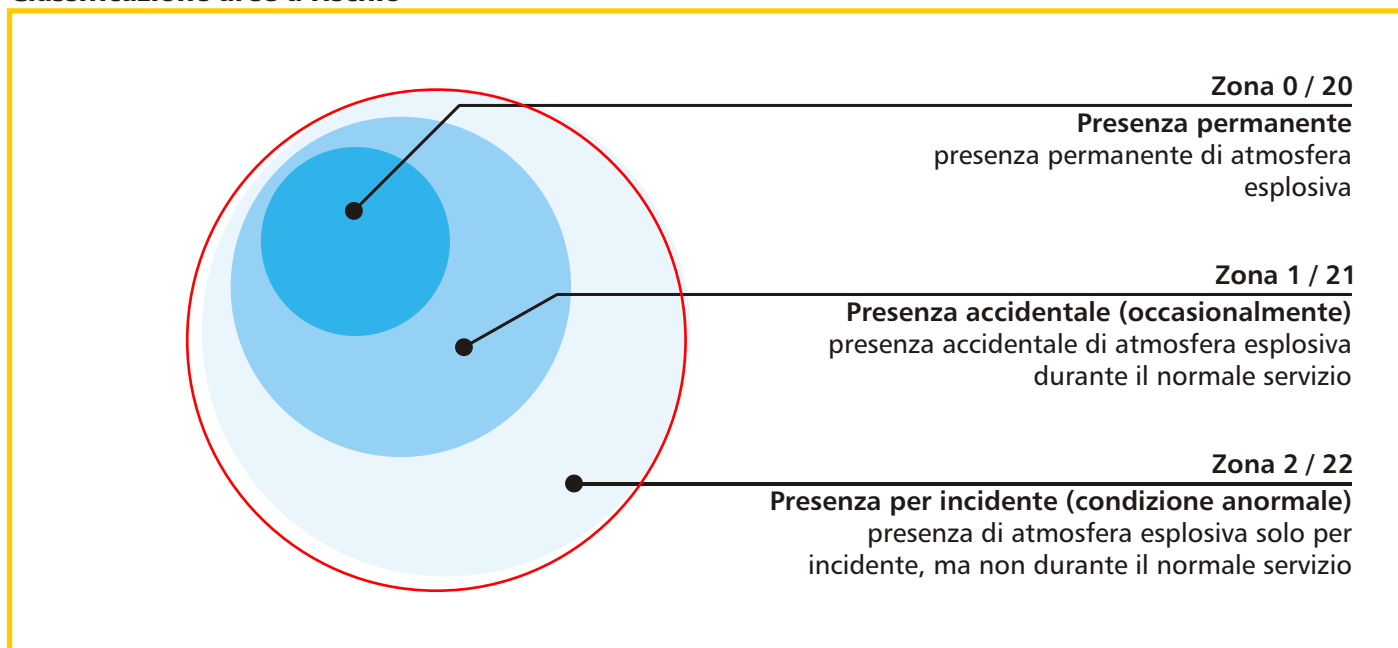 Zona 0 / 20
Presenza permanente
presenza permanente di atmosfera
esplosiva
Zona 1 / 21
Presenza accidentale (occasionalmente)
presenza accidentale di atmosfera esplosiva
durante il normale servizio
Zona 2 / 22
Presenza per incidente (condizione anormale)
presenza di atmosfera esplosiva solo per
incidente, ma non durante il normale servizio